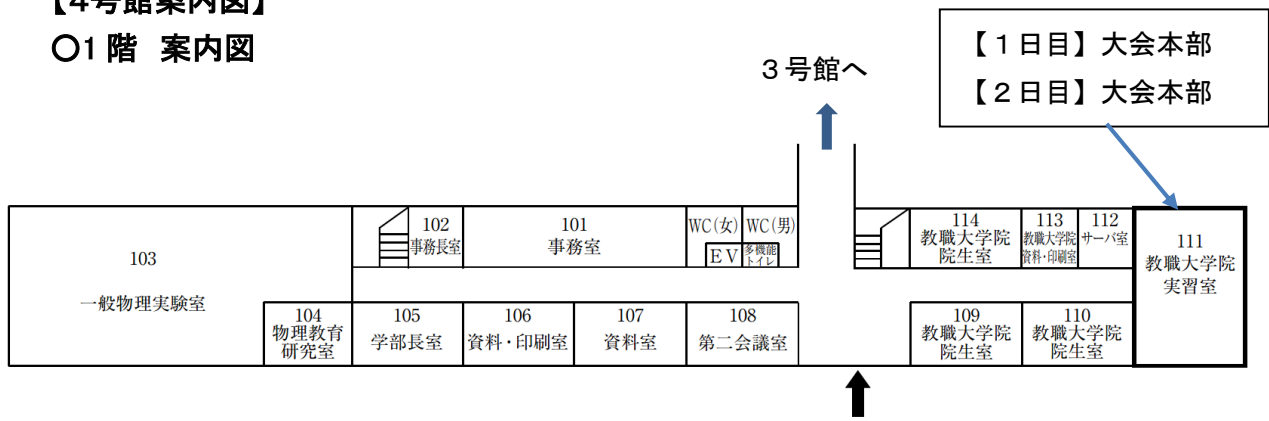 【4号館案内図】
〇1階 案内図
3号館へ
【1日目】大会本部
【2日目】大会本部
103
一般物理実験室
102
事務長室
101
事務室
WC(女)
WC(男)
EV
多機能
トイレ
114
教職大学院
院生室
113
教職大学院
資料・印刷室
112
サーバ室
111
教職大学院
実習室
104
物理教育
研究室
105
学部長室
106
資料・印刷室
107
資料室
108
第二会議室
109
教職大学院
院生室
110
教職大学院
院生室